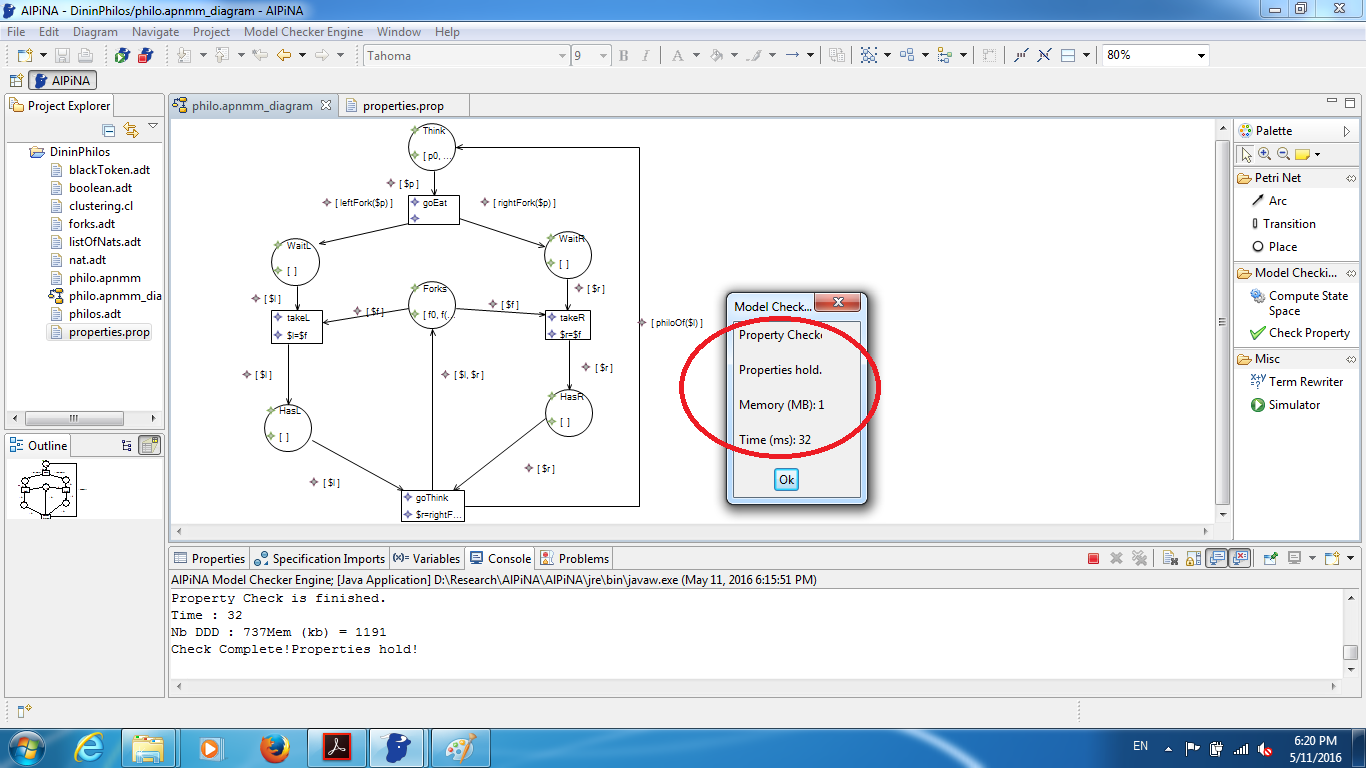 AlPiNA - DininPhilos/philo.apnmm_diagram - AlPiNA
File Edit Diagram Navigate Project Model Checker Engine Window Help
Tahoma 9 B I A 80%
AlPiNA
Project Explorer
DininPhilos
blackToken.adt
boolean.adt
clustering.cl
forks.adt
listOfNats.adt
nat.adt
philo.apnmm
philo.apnmm_dia
philos.adt
properties.prop
Outline
philo.apnmm_diagram properties.prop
Think
[ p0, ...
[ $p ]
[ leftFork($p) ] goEat [ rightFork($p) ]
WaitL WaitR
[ ] [ ]
[ $l ] Forks [ $r ]
[ f0, f(.
takeL [ $f ] [ $f ] takeR
$l=$f $r=$f
[ philoOf($l) ]
[ $l ] [ $l, $r ] [ $r ]
HasL HasR
[ ] [ ]
[ $l ] [ $r ]
goThink
$r=rightF...
Model Check...
Property Checke
Properties hold.
Memory (MB): 1
Time (ms): 32
Ok
Palette
Petri Net
Arc
Transition
Place
Model Checki...
Compute State
Space
Check Property
Misc
x+y
?!
Term Rewriter
Simulator
Properties Specification Imports (x)= Variables Console Problems
AlPiNA Model Checker Engine; [Java Application] D:\Research\AlPiNA\AlPiNA\jre\bin\javaw.exe (May 11, 2016 6:15:51 PM)
Property Check is finished.
Time : 32
Nb DDD : 737Mem (kb) = 1191
Check Complete!Properties hold!
EN
6:20 PM
5/11/2016